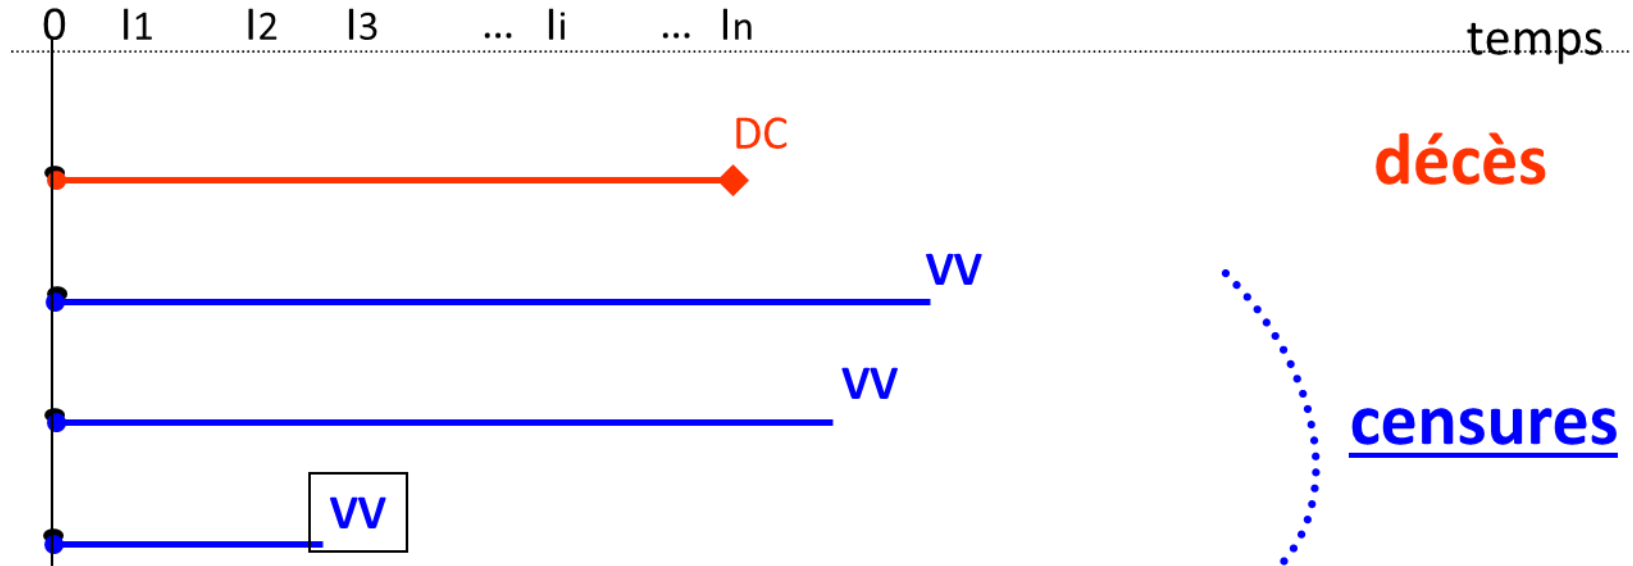 0 I1 I2 I3 ... Ii ... In
temps
DC
décès
VV
VV
censures
VV